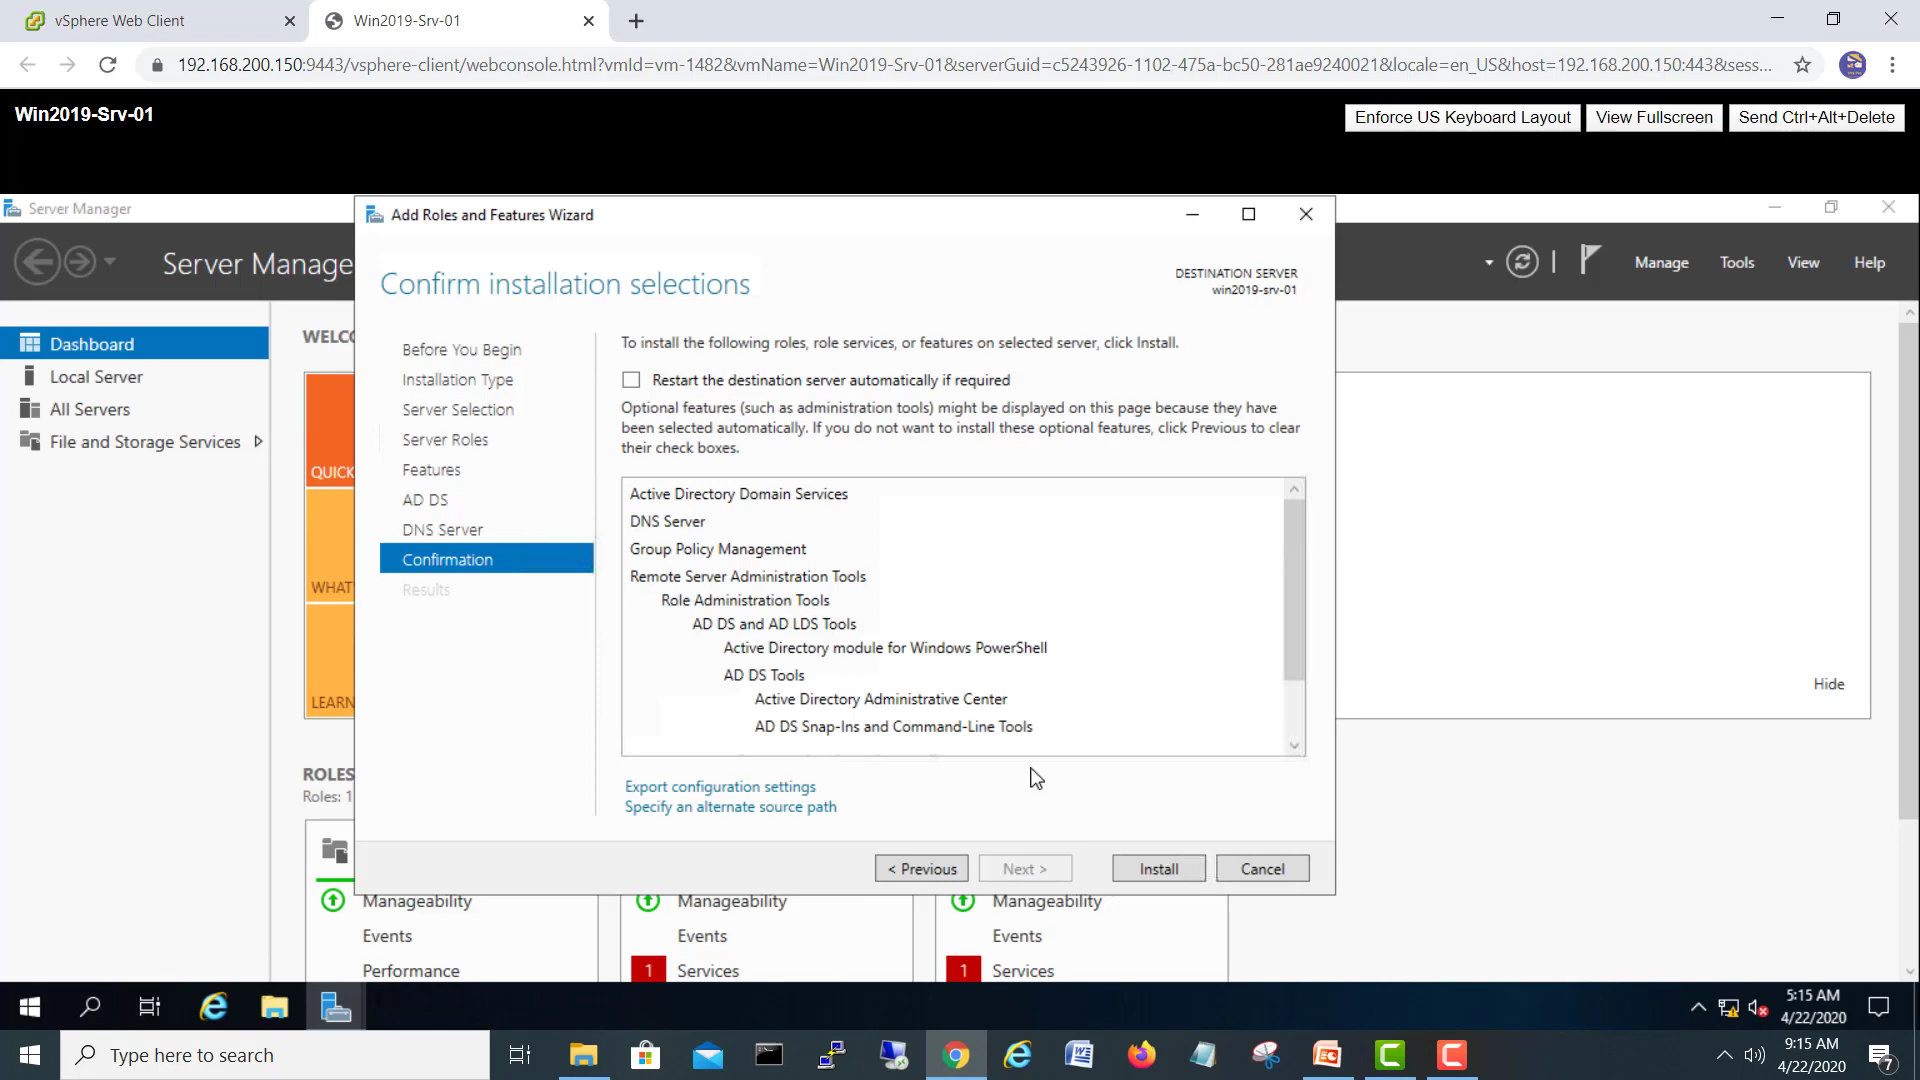 vSphere Web Client
Win2019-Srv-01
192.168.200.150:9443/vsphere-client/webconsole.html?vmId=vm-1482&vmName=Win2019-Srv-01&serverGuid=c5243926-1102-475a-bc50-281ae9240021&locale=en_US&host=192.168.200.150:443&sess...
Win2019-Srv-01
Enforce US Keyboard Layout
View Fullscreen
Send Ctrl+Alt+Delete
Server Manager
Server Manage
Manage
Tools
View
Help
Dashboard
Local Server
All Servers
File and Storage Services
WELC
QUICK
WHAT
LEARN
Hide
ROLES
Roles: 1
Add Roles and Features Wizard
Confirm installation selections
DESTINATION SERVER
win2019-srv-01
Before You Begin
Installation Type
Server Selection
Server Roles
Features
AD DS
DNS Server
Confirmation
Results
To install the following roles, role services, or features on selected server, click Install.
Restart the destination server automatically if required
Optional features (such as administration tools) might be displayed on this page because they have
been selected automatically. If you do not want to install these optional features, click Previous to clear
their check boxes.
Active Directory Domain Services
DNS Server
Group Policy Management
Remote Server Administration Tools
Role Administration Tools
AD DS and AD LDS Tools
Active Directory module for Windows PowerShell
AD DS Tools
Active Directory Administrative Center
AD DS Snap-Ins and Command-Line Tools
Export configuration settings
Specify an alternate source path
< Previous
Next >
Install
Cancel
Manageability
Events
Performance
Manageability
Events
1 Services
Manageability
Events
1 Services
5:15 AM
4/22/2020
Type here to search
9:15 AM
4/22/2020
7